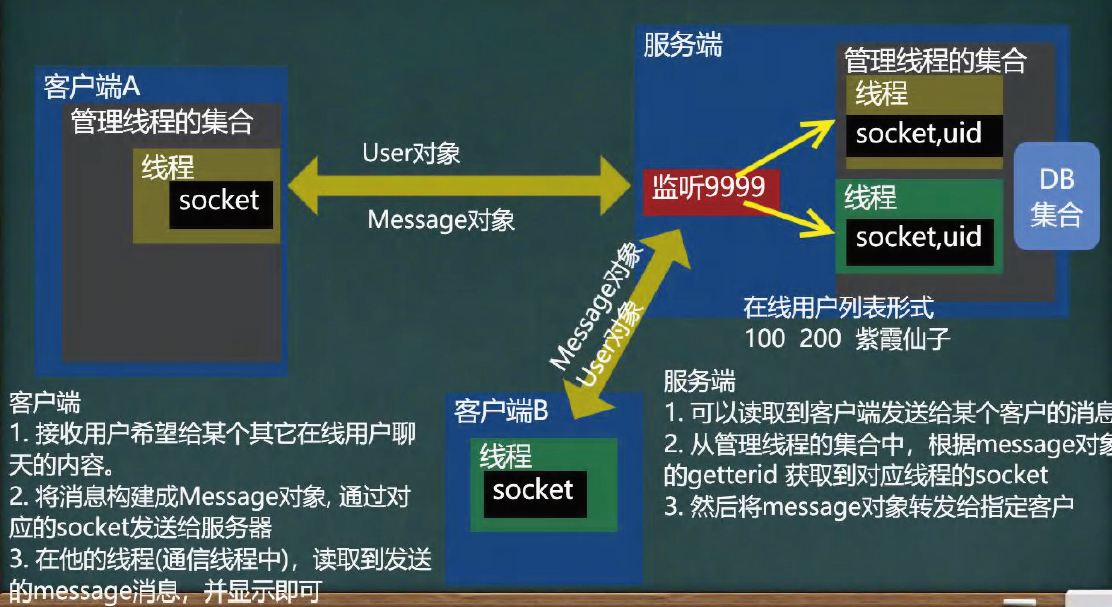 客户端A
管理线程的集合
线程
socket
User对象
Message对象
服务端
监听9999
管理线程的集合
线程
socket,uid
线程
socket,uid
DB
集合
在线用户列表形式
100 200 紫霞仙子
Message对象
User对象
客户端B
线程
socket
客户端
1. 接收用户希望给某个其它在线用户聊
天的内容。
2. 将消息构建成Message对象, 通过对
应的socket发送给服务器
3. 在他的线程(通信线程中)，读取到发送
的message消息，并显示即可
服务端
1. 可以读取到客户端发送给某个客户的消息
2. 从管理线程的集合中，根据message对象
的getterid 获取到对应线程的socket
3. 然后将message对象转发给指定客户